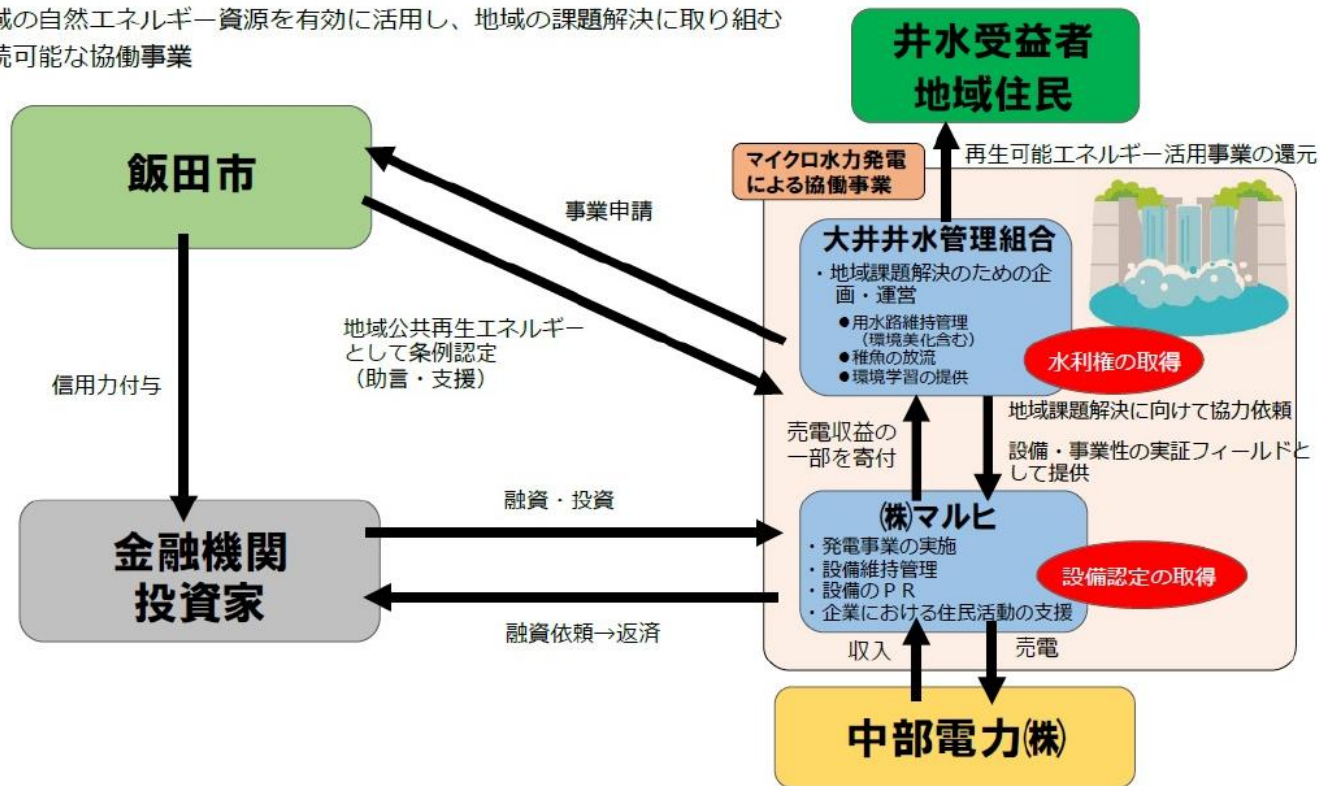 域の自然エネルギー資源を有効に活用し、地域の課題解決に取り組む
続可能な協働事業
井水受益者
地域住民
飯田市
マイクロ水力発電
による協働事業
再生可能エネルギー活用事業の還元
事業申請
大井井水管理組合
・地域課題解決のための企
画・運営
●用水路維持管理
（環境美化含む）
●稚魚の放流
●環境学習の提供
地域公共再生エネルギー
として条例認定
（助言・支援）
水利権の取得
信用力付与
地域課題解決に向けて協力依頼
売電収益の
一部を寄付
設備・事業性の実証フィールドと
して提供
融資・投資
金融機関
投資家
㈱マルヒ
・発電事業の実施
・設備維持管理
・設備のＰＲ
・企業における住民活動の支援
設備認定の取得
融資依頼→返済
収入
売電
中部電力㈱